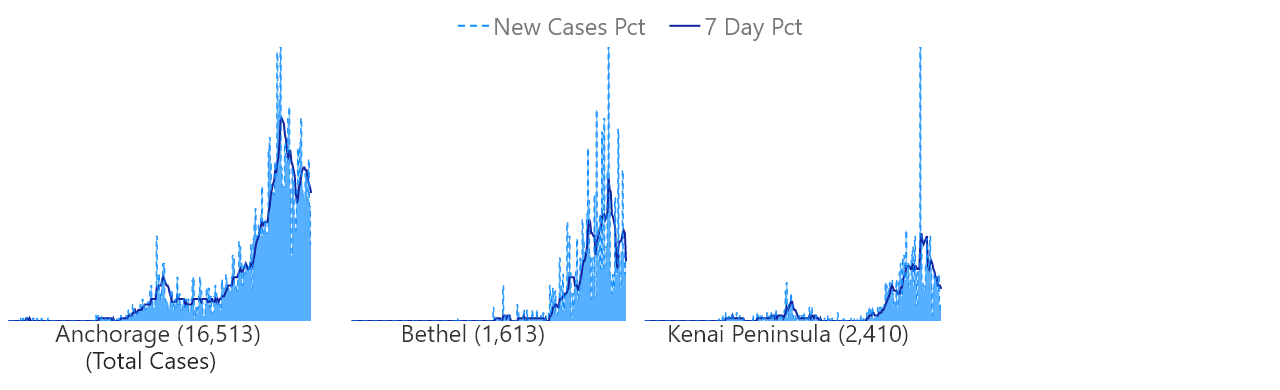 New Cases Pct 7 Day Pct
Anchorage (16,513) Bethel (1,613) Kenai Peninsula (2,410)
(Total Cases)